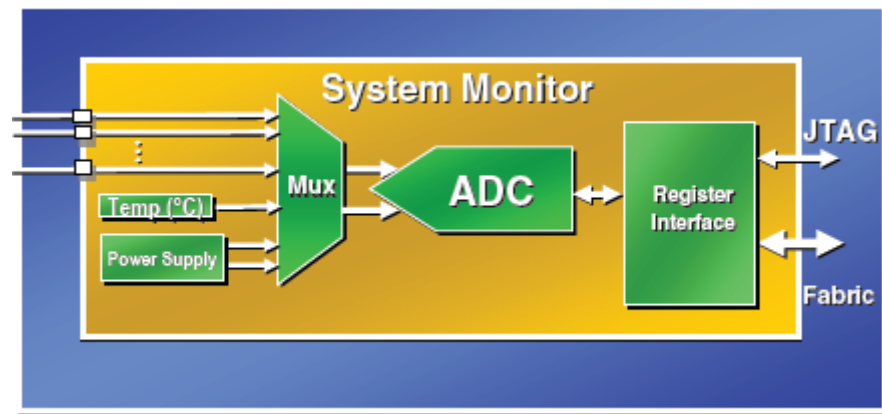 System Monitor
JTAG
Mux
ADC
Temp (°C)
Register
Interface
Power Supply
Fabric